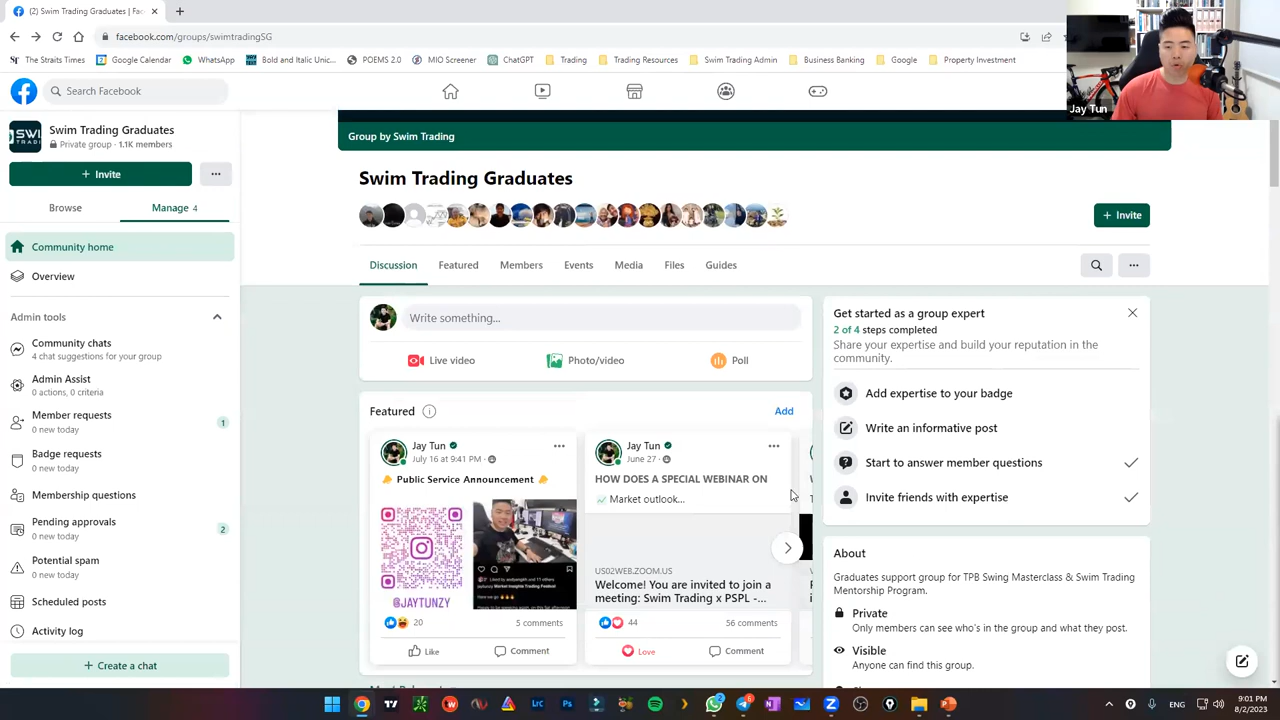 (2) Swim Trading Graduates | Fac
facebook.com/groups/swimtradingSG
The Straits Times
Google Calendar
WhatsApp
Bold and Italic Unic...
POEMS 2.0
MIO Screener
ChatGPT
Trading
Trading Resources
Swim Trading Admin
Business Banking
Google
Property Investment
Jay Tun
Search Facebook
SWI
TRADI
Swim Trading Graduates
Private group · 1.1K members
+ Invite
Browse
Manage 4
Community home
Overview
Admin tools
Community chats
4 chat suggestions for your group
Admin Assist
0 actions, 0 criteria
Member requests
1
0 new today
Badge requests
0 new today
Membership questions
Pending approvals
2
0 new today
Potential spam
0 new today
Scheduled posts
Activity log
+ Create a chat
Group by Swim Trading
Swim Trading Graduates
+ Invite
Discussion
Featured
Members
Events
Media
Files
Guides
Write something...
Live video
Photo/video
Poll
Featured
Add
Jay Tun
July 16 at 9:41 PM ·
Public Service Announcement
@JAYTUNZY
20
5 comments
Like
Comment
Jay Tun
June 27 ·
HOW DOES A SPECIAL WEBINAR ON
Market outlook...
US02WEB.ZOOM.US
Welcome! You are invited to join a
meeting: Swim Trading x PSPL -...
44
56 comments
Love
Comment
Get started as a group expert
2 of 4 steps completed
Share your expertise and build your reputation in the
community.
Add expertise to your badge
Write an informative post
Start to answer member questions
Invite friends with expertise
About
Graduates support group for TPB Swing Masterclass & Swim Trading
Mentorship Program.
Private
Only members can see who's in the group and what they post.
Visible
Anyone can find this group.
ENG
09:01 PM
8/2/2023